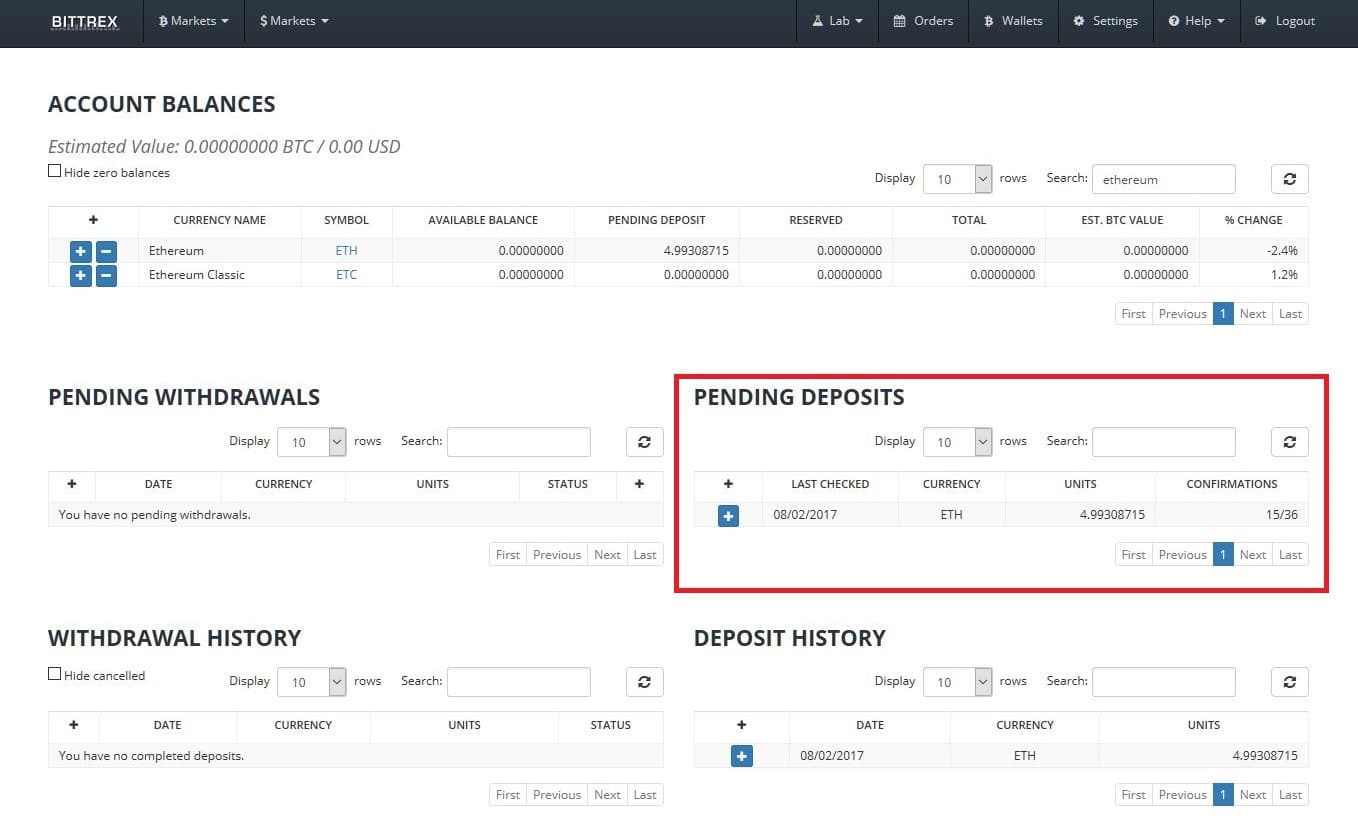 BITTREX Markets $ Markets Lab Orders Wallets Settings Help Logout
ACCOUNT BALANCES
Estimated Value: 0.00000000 BTC / 0.00 USD
Hide zero balances Display 10 rows Search: ethereum
+ CURRENCY NAME SYMBOL AVAILABLE BALANCE PENDING DEPOSIT RESERVED TOTAL EST. BTC VALUE % CHANGE
+ − Ethereum ETH 0.00000000 4.99308715 0.00000000 0.00000000 0.00000000 -2.4%
+ − Ethereum Classic ETC 0.00000000 0.00000000 0.00000000 0.00000000 0.00000000 1.2%
First Previous 1 Next Last
PENDING WITHDRAWALS
Display 10 rows Search:
+ DATE CURRENCY UNITS STATUS +
You have no pending withdrawals.
First Previous Next Last
PENDING DEPOSITS
Display 10 rows Search:
+ LAST CHECKED CURRENCY UNITS CONFIRMATIONS
+ 08/02/2017 ETH 4.99308715 15/36
First Previous 1 Next Last
WITHDRAWAL HISTORY
Hide cancelled Display 10 rows Search:
+ DATE CURRENCY UNITS STATUS
You have no completed deposits.
First Previous Next Last
DEPOSIT HISTORY
Display 10 rows Search:
+ DATE CURRENCY UNITS
+ 08/02/2017 ETH 4.99308715
First Previous 1 Next Last